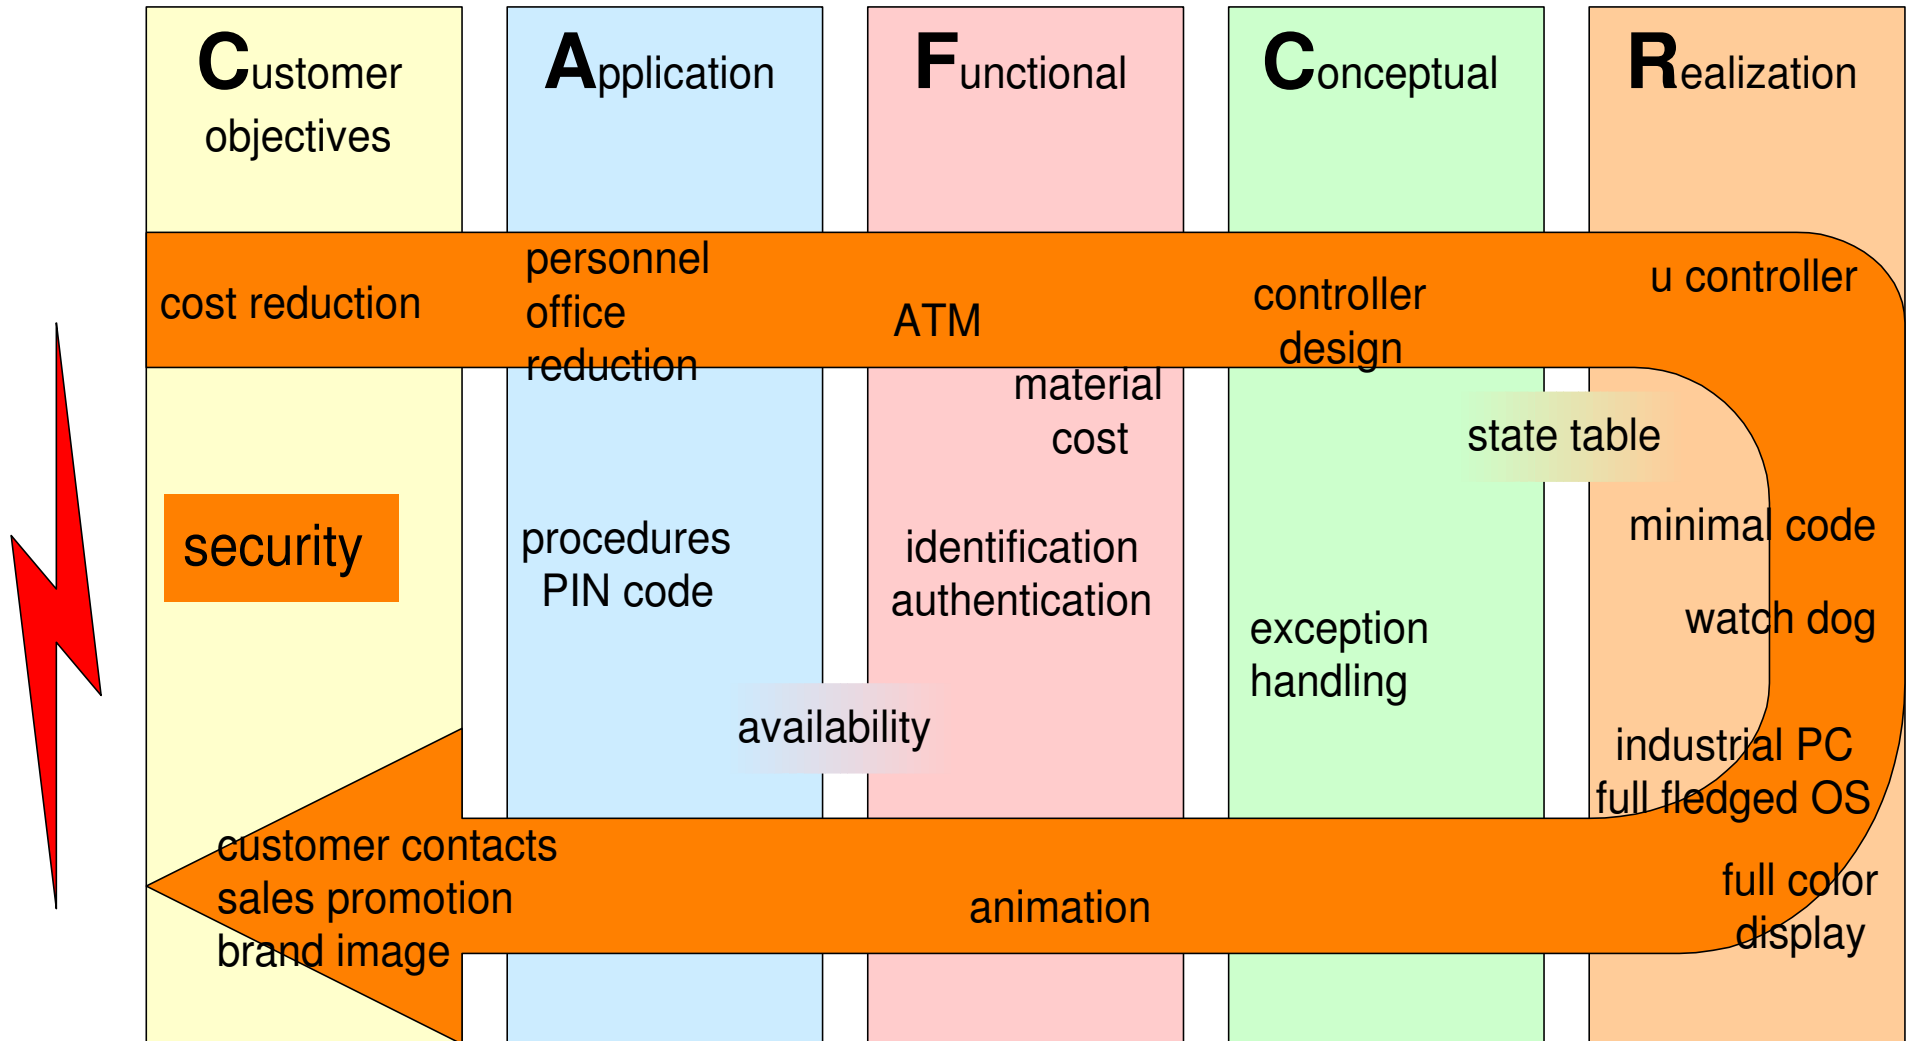 Customer
objectives
Application
Functional
Conceptual
Realization
cost reduction
personnel
office
reduction
ATM
controller
design
u controller
material
cost
state table
security
procedures
PIN code
identification
authentication
exception
handling
minimal code
watch dog
availability
industrial PC
full fledged OS
customer contacts
sales promotion
brand image
animation
full color
display